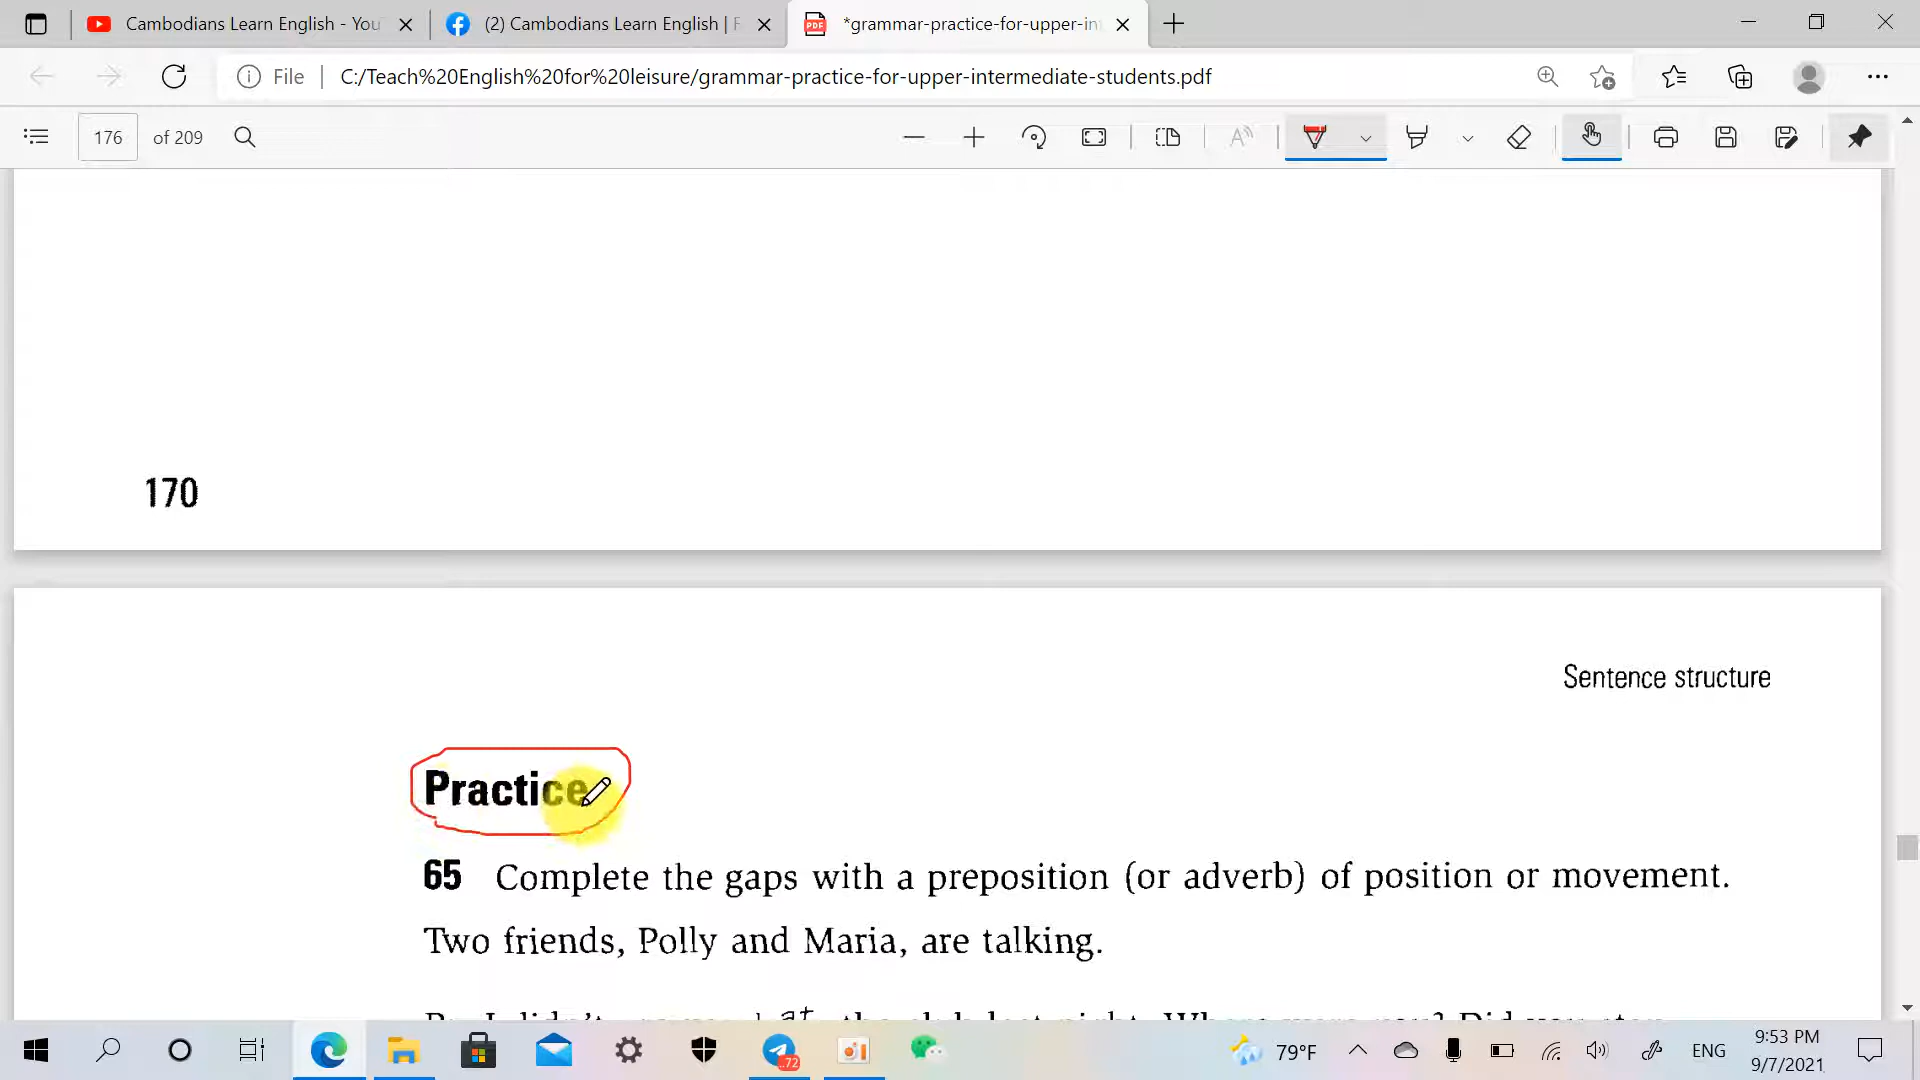 Cambodians Learn English - You
(2) Cambodians Learn English | F
*grammar-practice-for-upper-in
File
C:/Teach%20English%20for%20leisure/grammar-practice-for-upper-intermediate-students.pdf
176 of 209
170
Sentence structure
Practice
65 Complete the gaps with a preposition (or adverb) of position or movement.
Two friends, Polly and Maria, are talking.
at
72
79°F
ENG
9:53 PM
9/7/2021